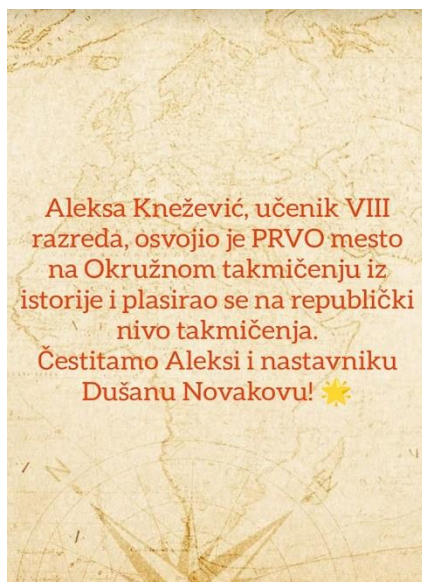 Aleksa Knežević, učenik VIII
razreda, osvojio je PRVO mesto
na Okružnom takmičenju iz
istorije i plasirao se na republički
nivo takmičenja.
Čestitamo Aleksi i nastavniku
Dušanu Novakovu! 🌟